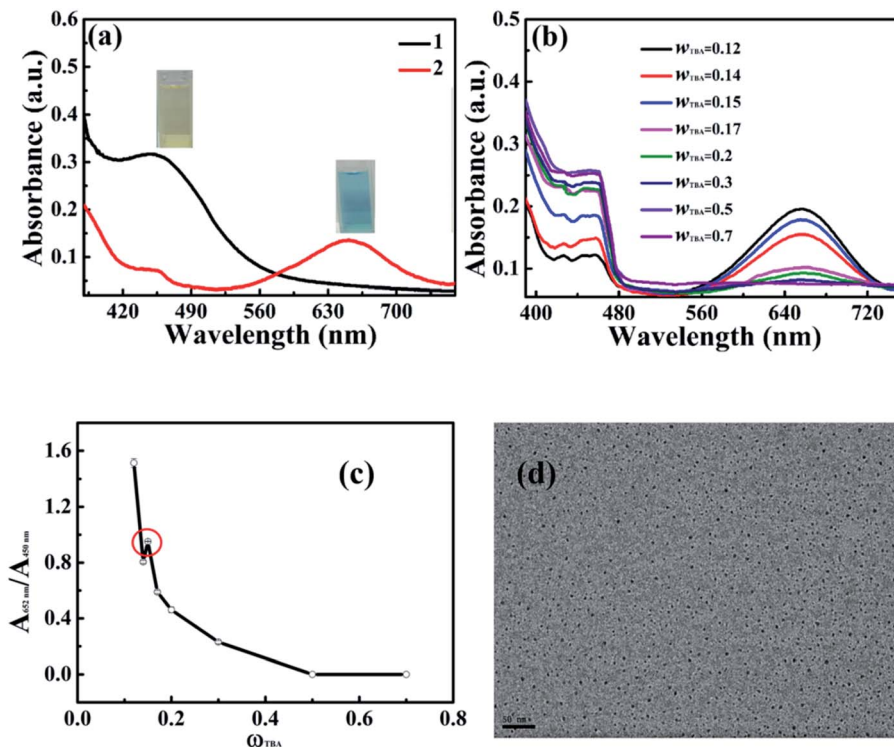 (a)
1
2
0.6
0.5
0.4
0.3
0.2
0.1
Absorbance (a.u.)
420 490 560 630 700
Wavelength (nm)
(b)
wTBA=0.12
wTBA=0.14
wTBA=0.15
wTBA=0.17
wTBA=0.2
wTBA=0.3
wTBA=0.5
wTBA=0.7
0.5
0.4
0.3
0.2
0.1
Absorbance (a.u.)
400 480 560 640 720
Wavelength (nm)
(c)
1.6
1.2
0.8
0.4
0.0
A652 nm/A450 nm
0.0 0.2 0.4 0.6 0.8
ωTBA
(d)
50 nm